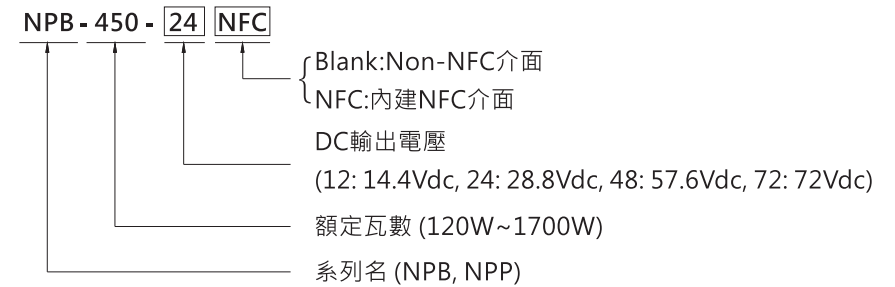 NPB - 450 - 24 NFC
Blank:Non-NFC介面
NFC:內建NFC介面
DC輸出電壓
(12: 14.4Vdc, 24: 28.8Vdc, 48: 57.6Vdc, 72: 72Vdc)
額定瓦數 (120W~1700W)
系列名 (NPB, NPP)